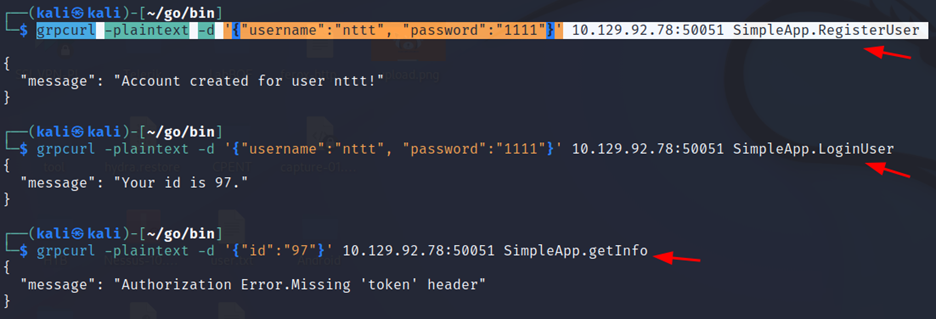 ┌──(kali㉿kali)-[~/go/bin]
└─$ grpcurl -plaintext -d '{"username":"nttt", "password":"1111"}' 10.129.92.78:50051 SimpleApp.RegisterUser
{
  "message": "Account created for user nttt!"
}
┌──(kali㉿kali)-[~/go/bin]
└─$ grpcurl -plaintext -d '{"username":"nttt", "password":"1111"}' 10.129.92.78:50051 SimpleApp.LoginUser
{
  "message": "Your id is 97."
}
┌──(kali㉿kali)-[~/go/bin]
└─$ grpcurl -plaintext -d '{"id":"97"}' 10.129.92.78:50051 SimpleApp.getInfo
{
  "message": "Authorization Error.Missing 'token' header"
}